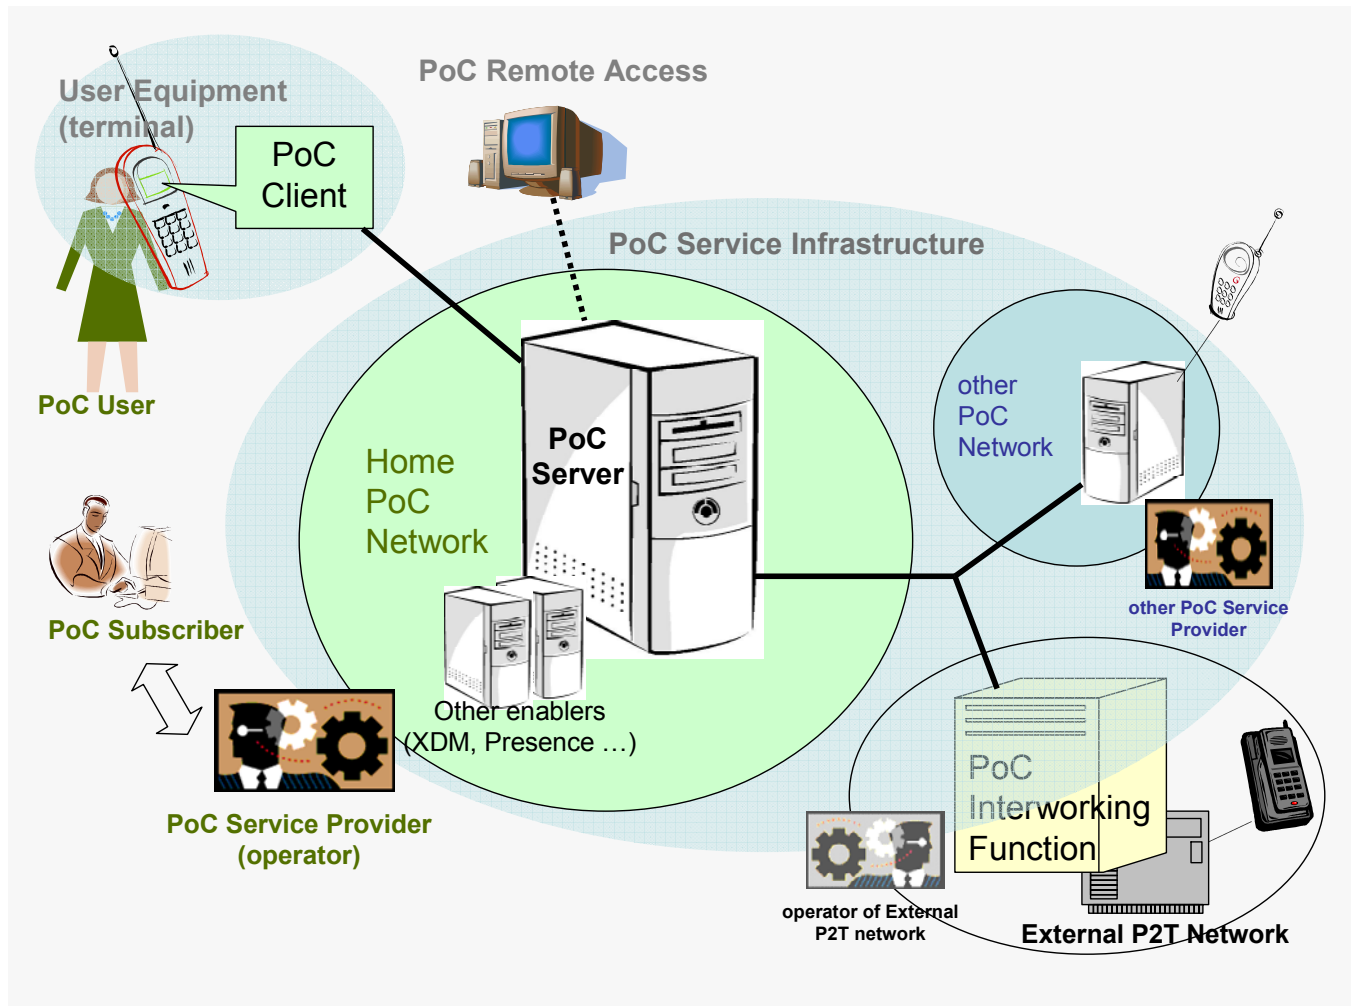 PoC Remote Access
User Equipment
(terminal)
PoC
Client
PoC Service Infrastructure
PoC User
other
PoC
Network
PoC
Server
Home
PoC
Network
PoC Subscriber
other PoC Service
Provider
Other enablers
(XDM, Presence …)
PoC
Interworking
Function
PoC Service Provider
(operator)
operator of External
P2T network
External P2T Network